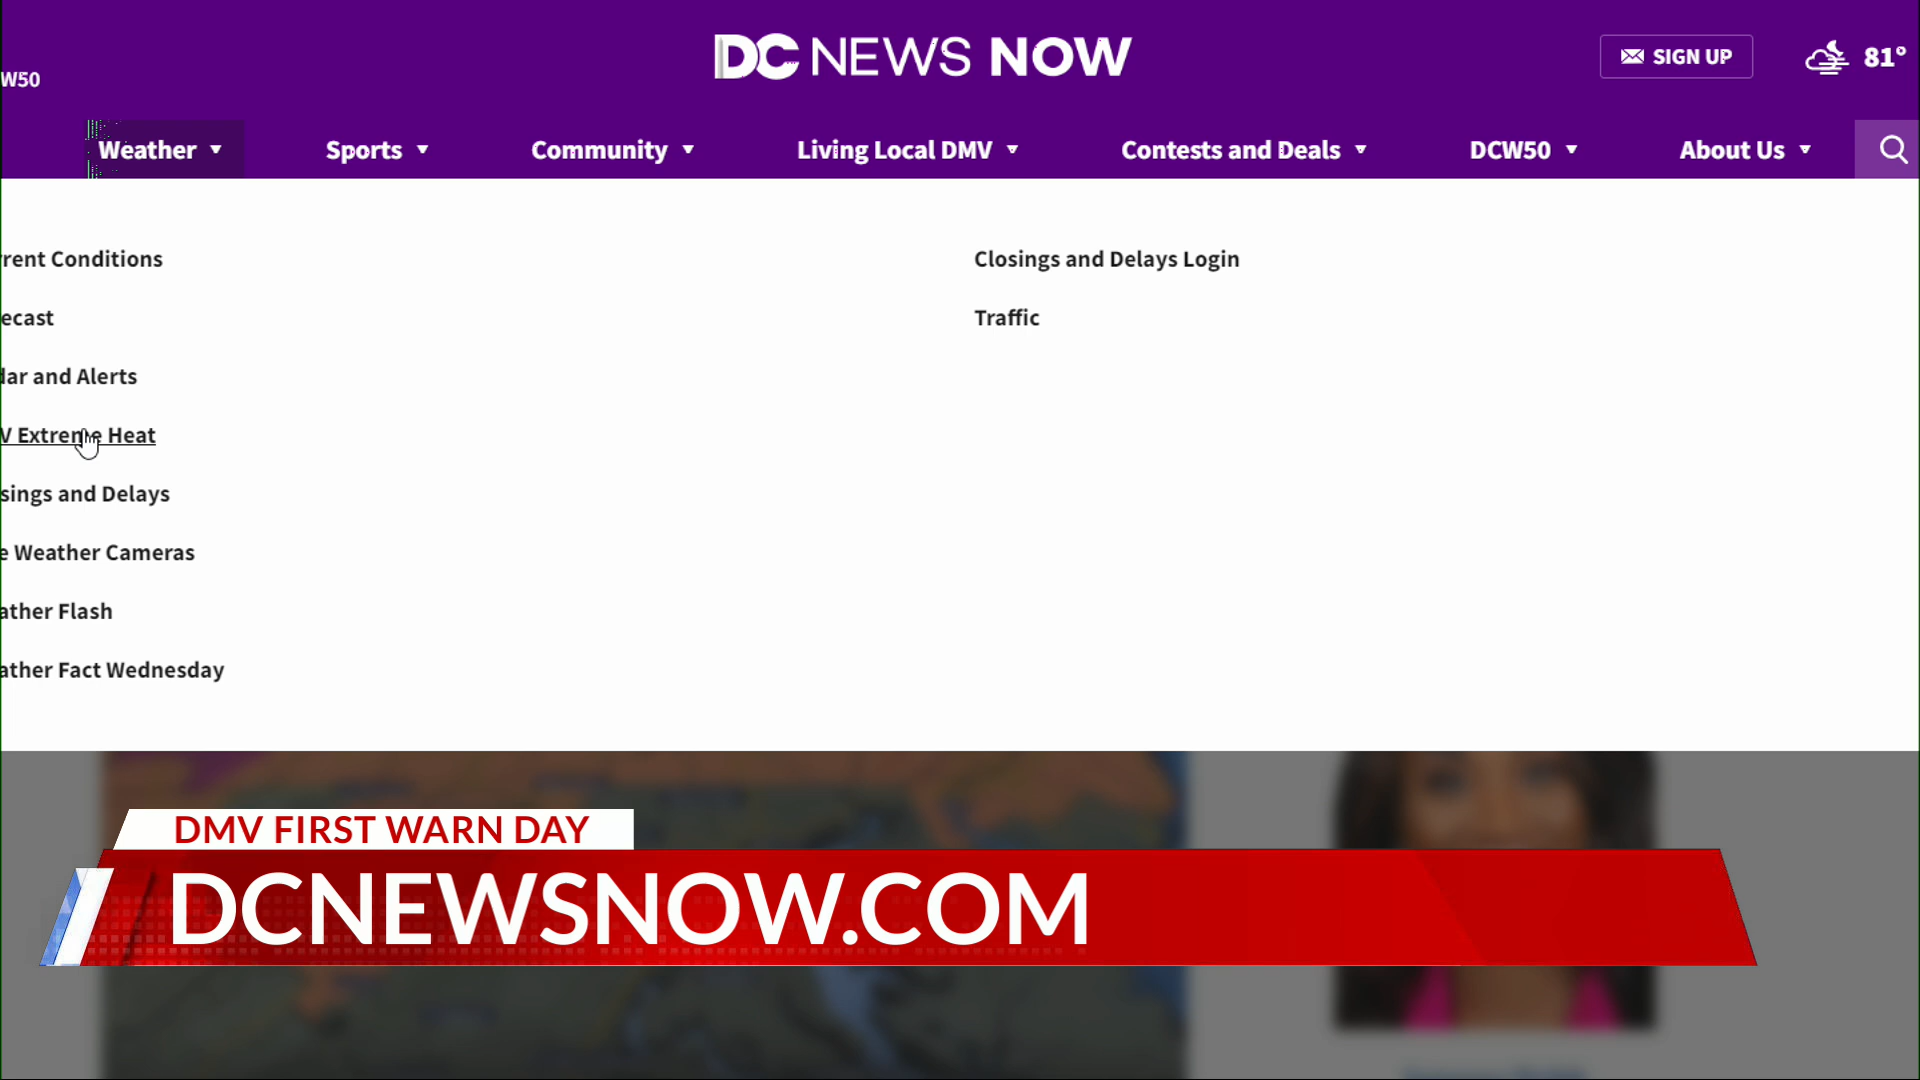 W50
DC NEWS NOW
SIGN UP
81°
Weather
Sports
Community
Living Local DMV
Contests and Deals
DCW50
About Us
rent Conditions
Closings and Delays Login
ecast
Traffic
dar and Alerts
V Extreme Heat
sings and Delays
e Weather Cameras
ather Flash
ather Fact Wednesday
DMV FIRST WARN DAY
DCNEWSNOW.COM